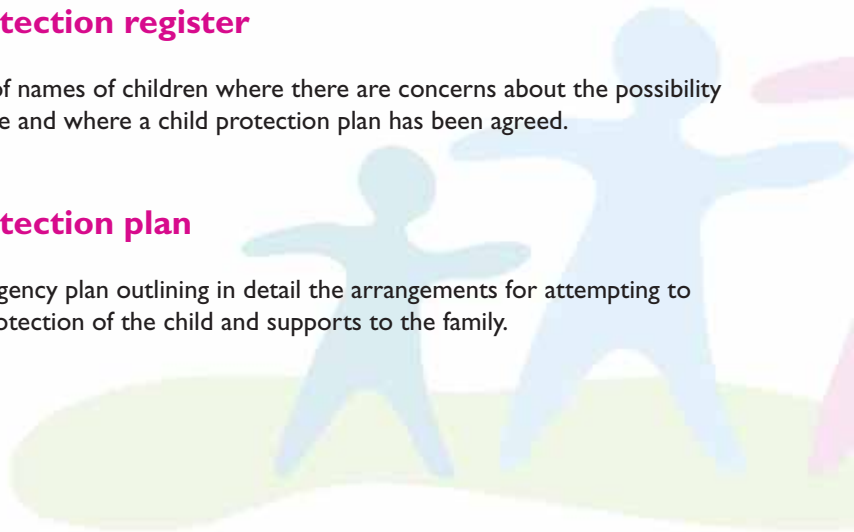 tection register
of names of children where there are concerns about the possibility
e and where a child protection plan has been agreed.
tection plan
gency plan outlining in detail the arrangements for attempting to
otection of the child and supports to the family.